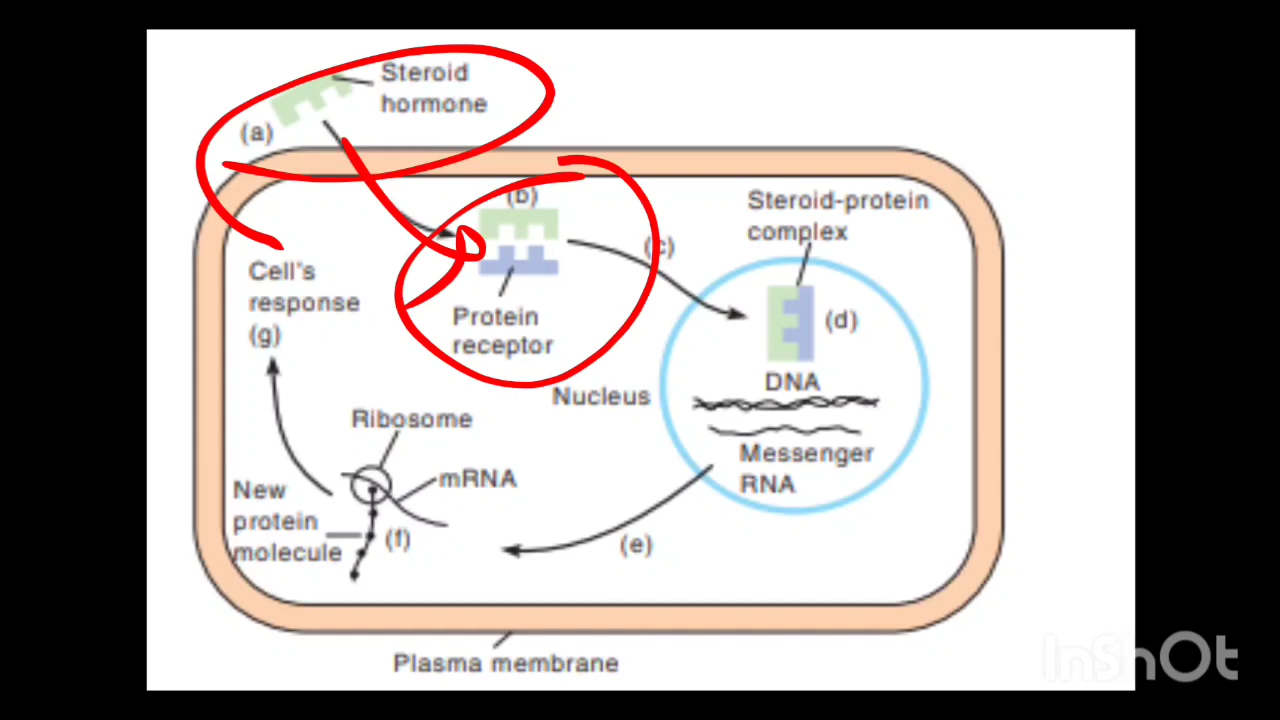 Steroid
hormone
(a)
(b)
Steroid-protein
complex
(c)
Cell's
response
(g)
Protein
receptor
(d)
DNA
Nucleus
Ribosome
Messenger
RNA
mRNA
New
protein
molecule
(f)
(e)
Plasma membrane
InShOt